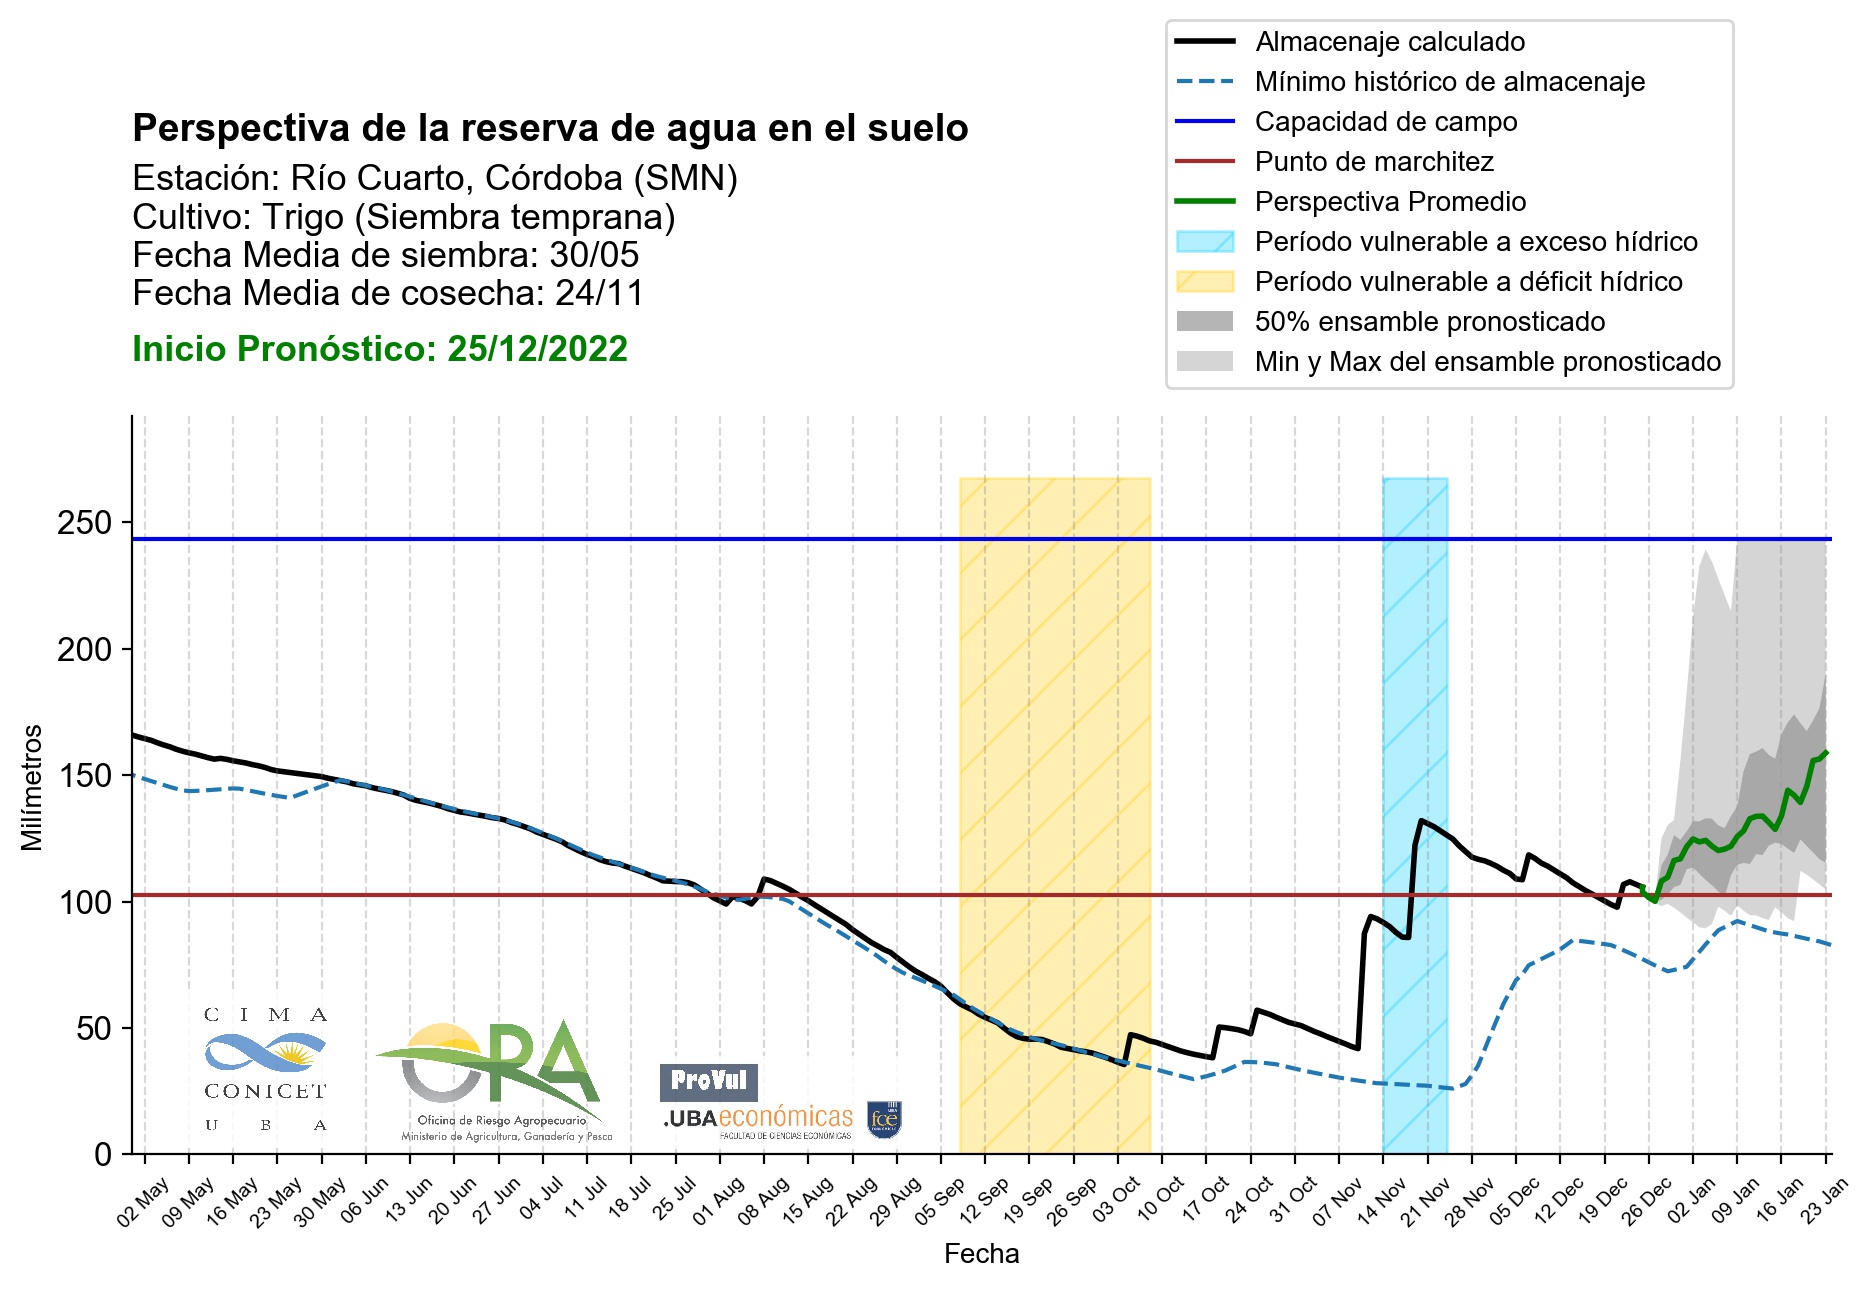 Almacenaje calculado
Mínimo histórico de almacenaje
Capacidad de campo
Punto de marchitez
Perspectiva Promedio
Período vulnerable a exceso hídrico
Período vulnerable a déficit hídrico
50% ensamble pronosticado
Min y Max del ensamble pronosticado
Perspectiva de la reserva de agua en el suelo
Estación: Río Cuarto, Córdoba (SMN)
Cultivo: Trigo (Siembra temprana)
Fecha Media de siembra: 30/05
Fecha Media de cosecha: 24/11
Inicio Pronóstico: 25/12/2022
Milímetros
250
200
150
100
50
0
CIMA
CONICET
UBA
ORA
Oficina de Riesgo Agropecuario
Ministerio de Agricultura, Ganadería y Pesca
ProVul
.UBAeconómicas
FACULTAD DE CIENCIAS ECONÓMICAS
fce
02 May
09 May
16 May
23 May
30 May
06 Jun
13 Jun
20 Jun
27 Jun
04 Jul
11 Jul
18 Jul
25 Jul
01 Aug
08 Aug
15 Aug
22 Aug
29 Aug
05 Sep
12 Sep
19 Sep
26 Sep
03 Oct
10 Oct
17 Oct
24 Oct
31 Oct
07 Nov
14 Nov
21 Nov
28 Nov
05 Dec
12 Dec
19 Dec
26 Dec
02 Jan
09 Jan
16 Jan
23 Jan
Fecha